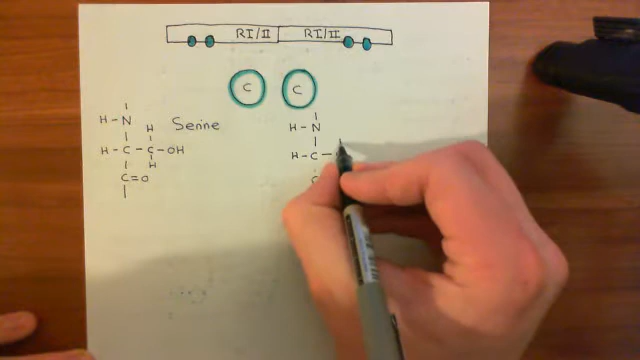 RI/II RI/II
C C
H-N
H
Serine
H-C-C-OH
H
C=O
H-N
H-C-
C